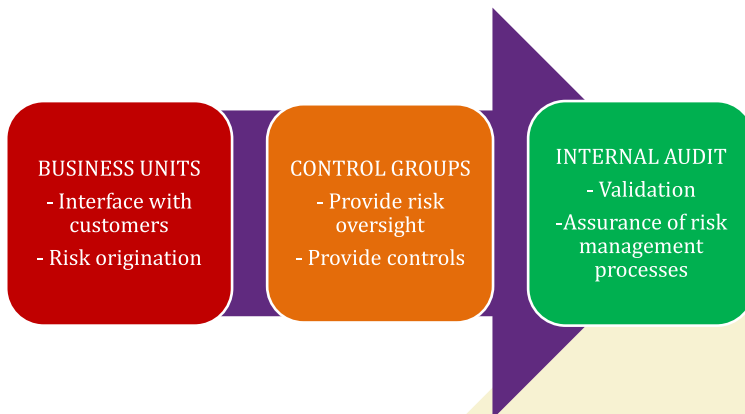 BUSINESS UNITS
- Interface with
customers
- Risk origination
CONTROL GROUPS
- Provide risk
oversight
- Provide controls
INTERNAL AUDIT
- Validation
-Assurance of risk
management
processes